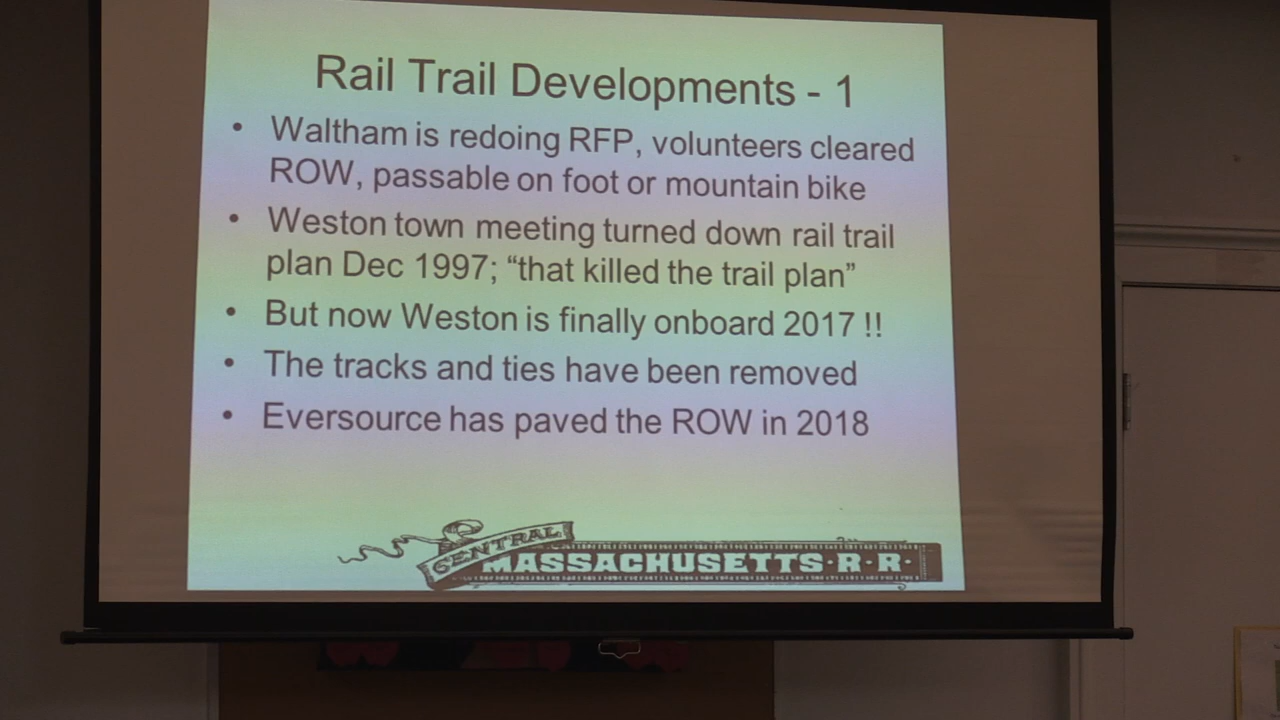 Rail Trail Developments - 1
• Waltham is redoing RFP, volunteers cleared
ROW, passable on foot or mountain bike
• Weston town meeting turned down rail trail
plan Dec 1997; “that killed the trail plan”
• But now Weston is finally onboard 2017 !!
• The tracks and ties have been removed
• Eversource has paved the ROW in 2018
CENTRAL
MASSACHUSETTS·R·R·